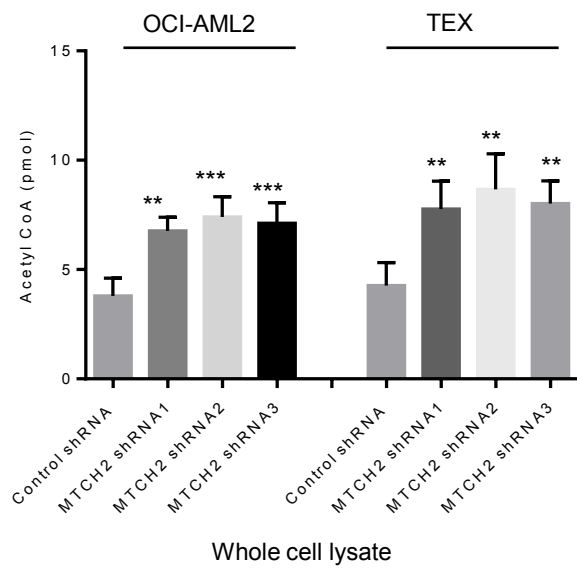 OCI-AML2 TEX
Acetyl CoA (pmol)
15
10
5
0
** *** *** ** ** **
Control shRNA
MTCH2 shRNA1
MTCH2 shRNA2
MTCH2 shRNA3
Control shRNA
MTCH2 shRNA1
MTCH2 shRNA2
MTCH2 shRNA3
Whole cell lysate